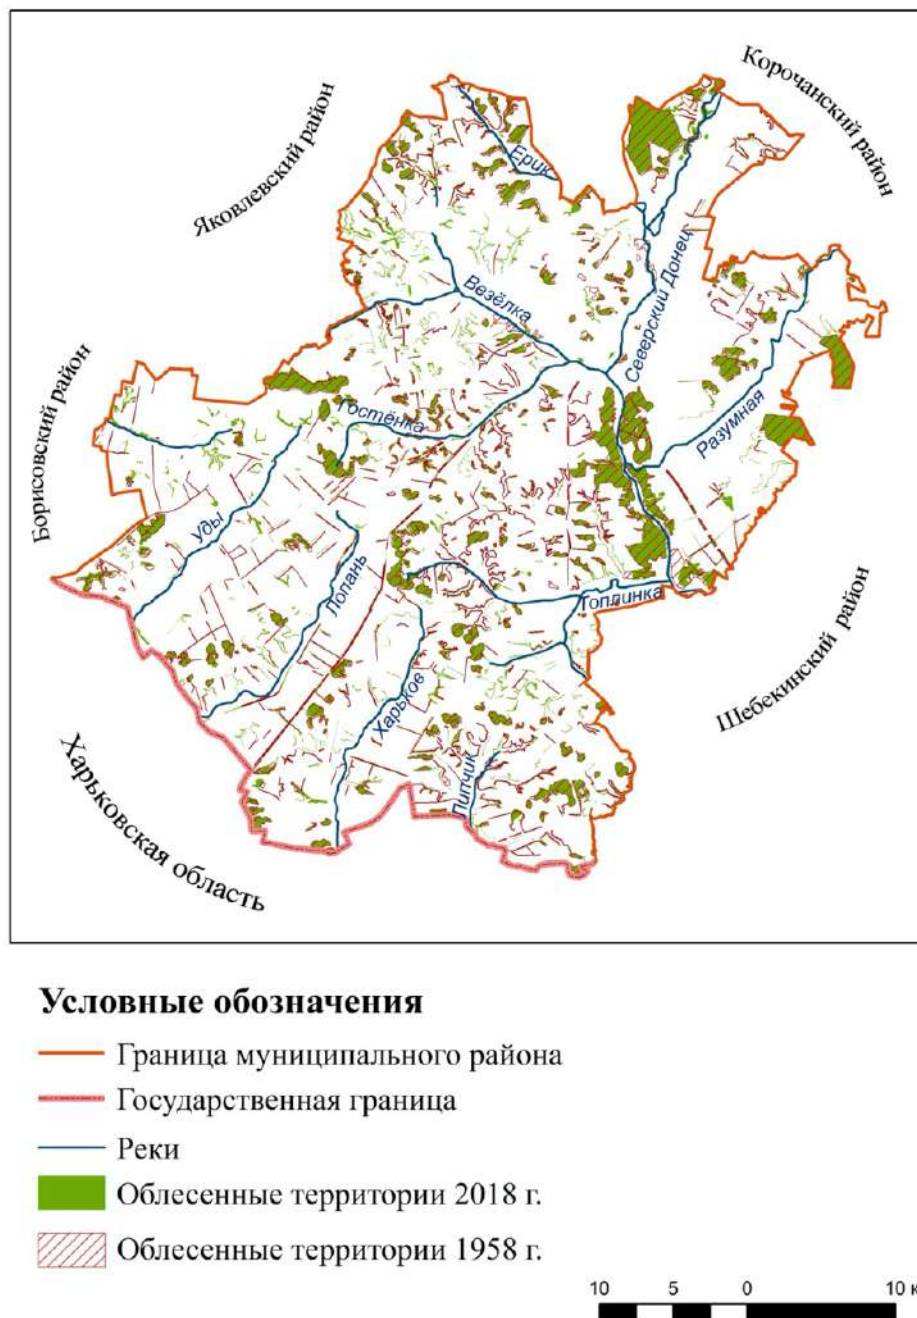 Корочанский район
Яковлевский район
Ерик
Северский Донец
Везёлка
Борисовский район
Гостёнка
Разумная
Уды
Лопань
Топлинка
Шебекинский район
Харьков
Липчик
Харьковская область
Условные обозначения
Граница муниципального района
Государственная граница
Реки
Облесенные территории 2018 г.
Облесенные территории 1958 г.
10 5 0 10 к